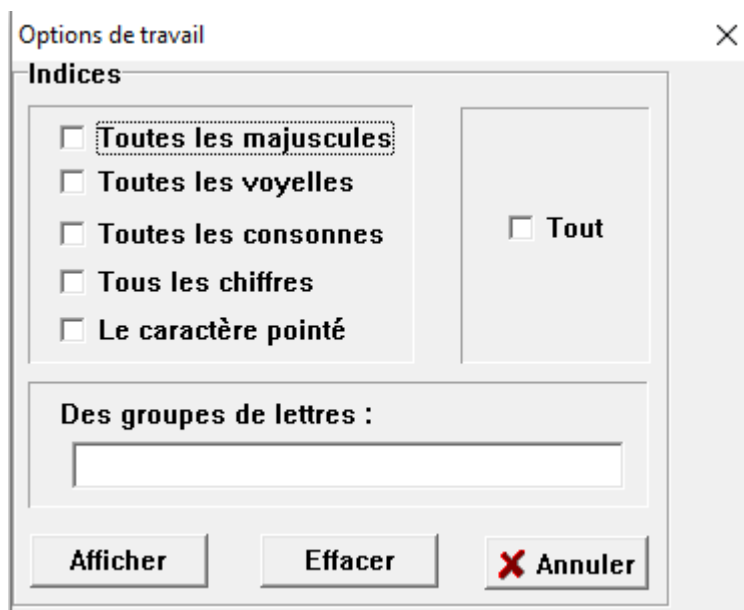 Options de travail
Indices
Toutes les majuscules
Toutes les voyelles
Toutes les consonnes
Tous les chiffres
Le caractère pointé
Tout
Des groupes de lettres :
Afficher
Effacer
Annuler